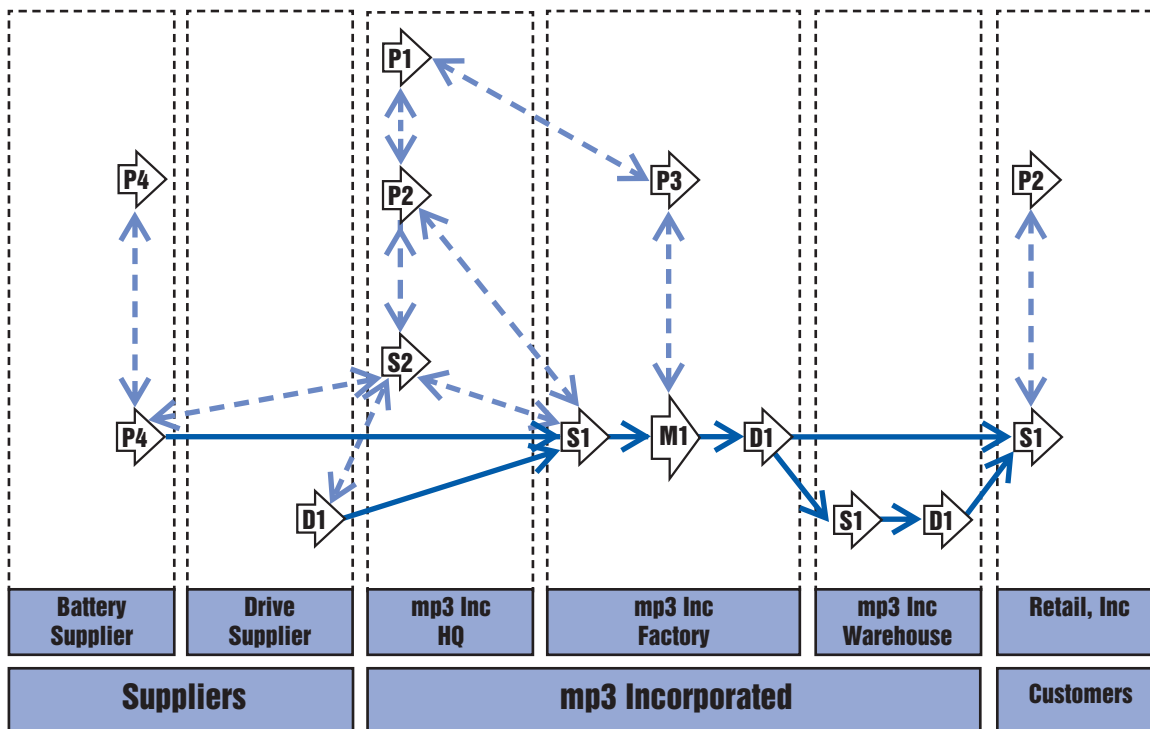 P1
P4
P2
P3
P2
S2
P4
S1
M1
D1
S1
D1
S1
D1
Battery
Supplier
Drive
Supplier
mp3 Inc
HQ
mp3 Inc
Factory
mp3 Inc
Warehouse
Retail, Inc
Suppliers
mp3 Incorporated
Customers